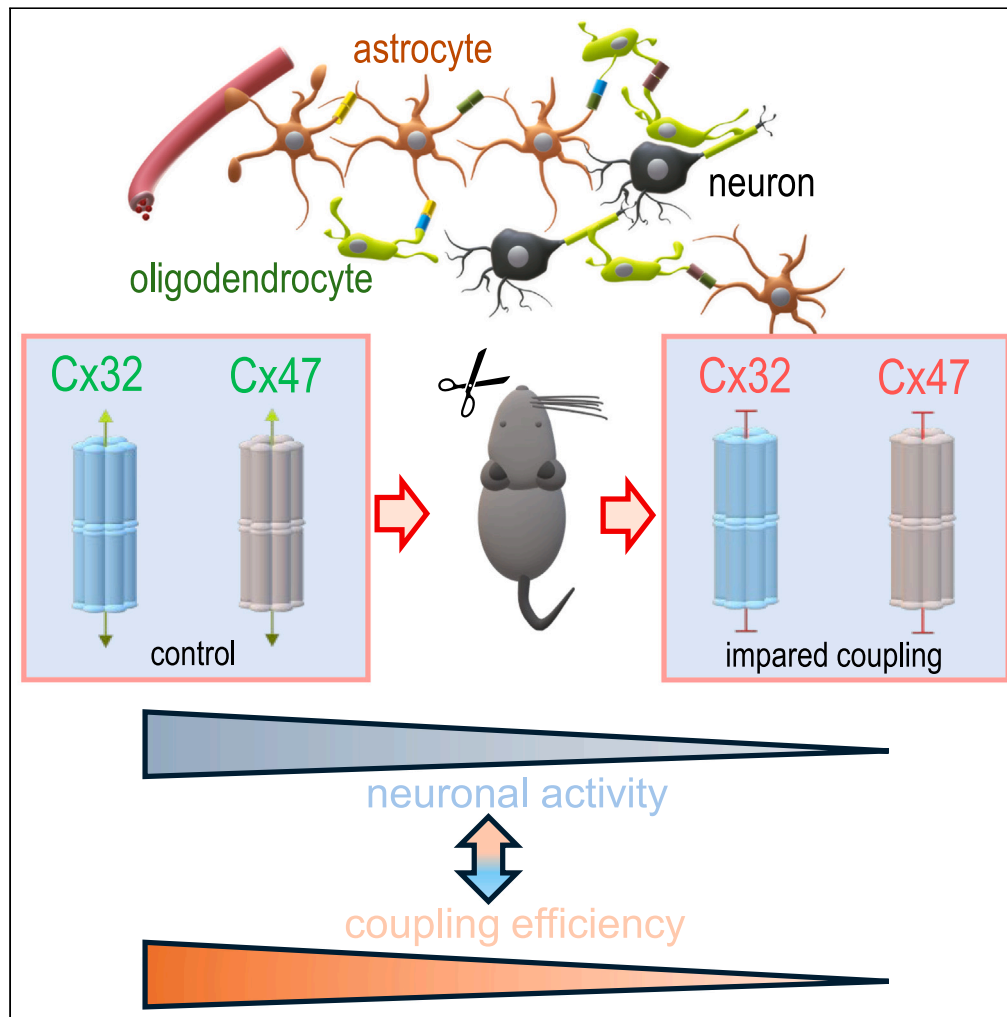 astrocyte
neuron
oligodendrocyte
Cx32 Cx47
control
Cx32 Cx47
impared coupling
neuronal activity
coupling efficiency